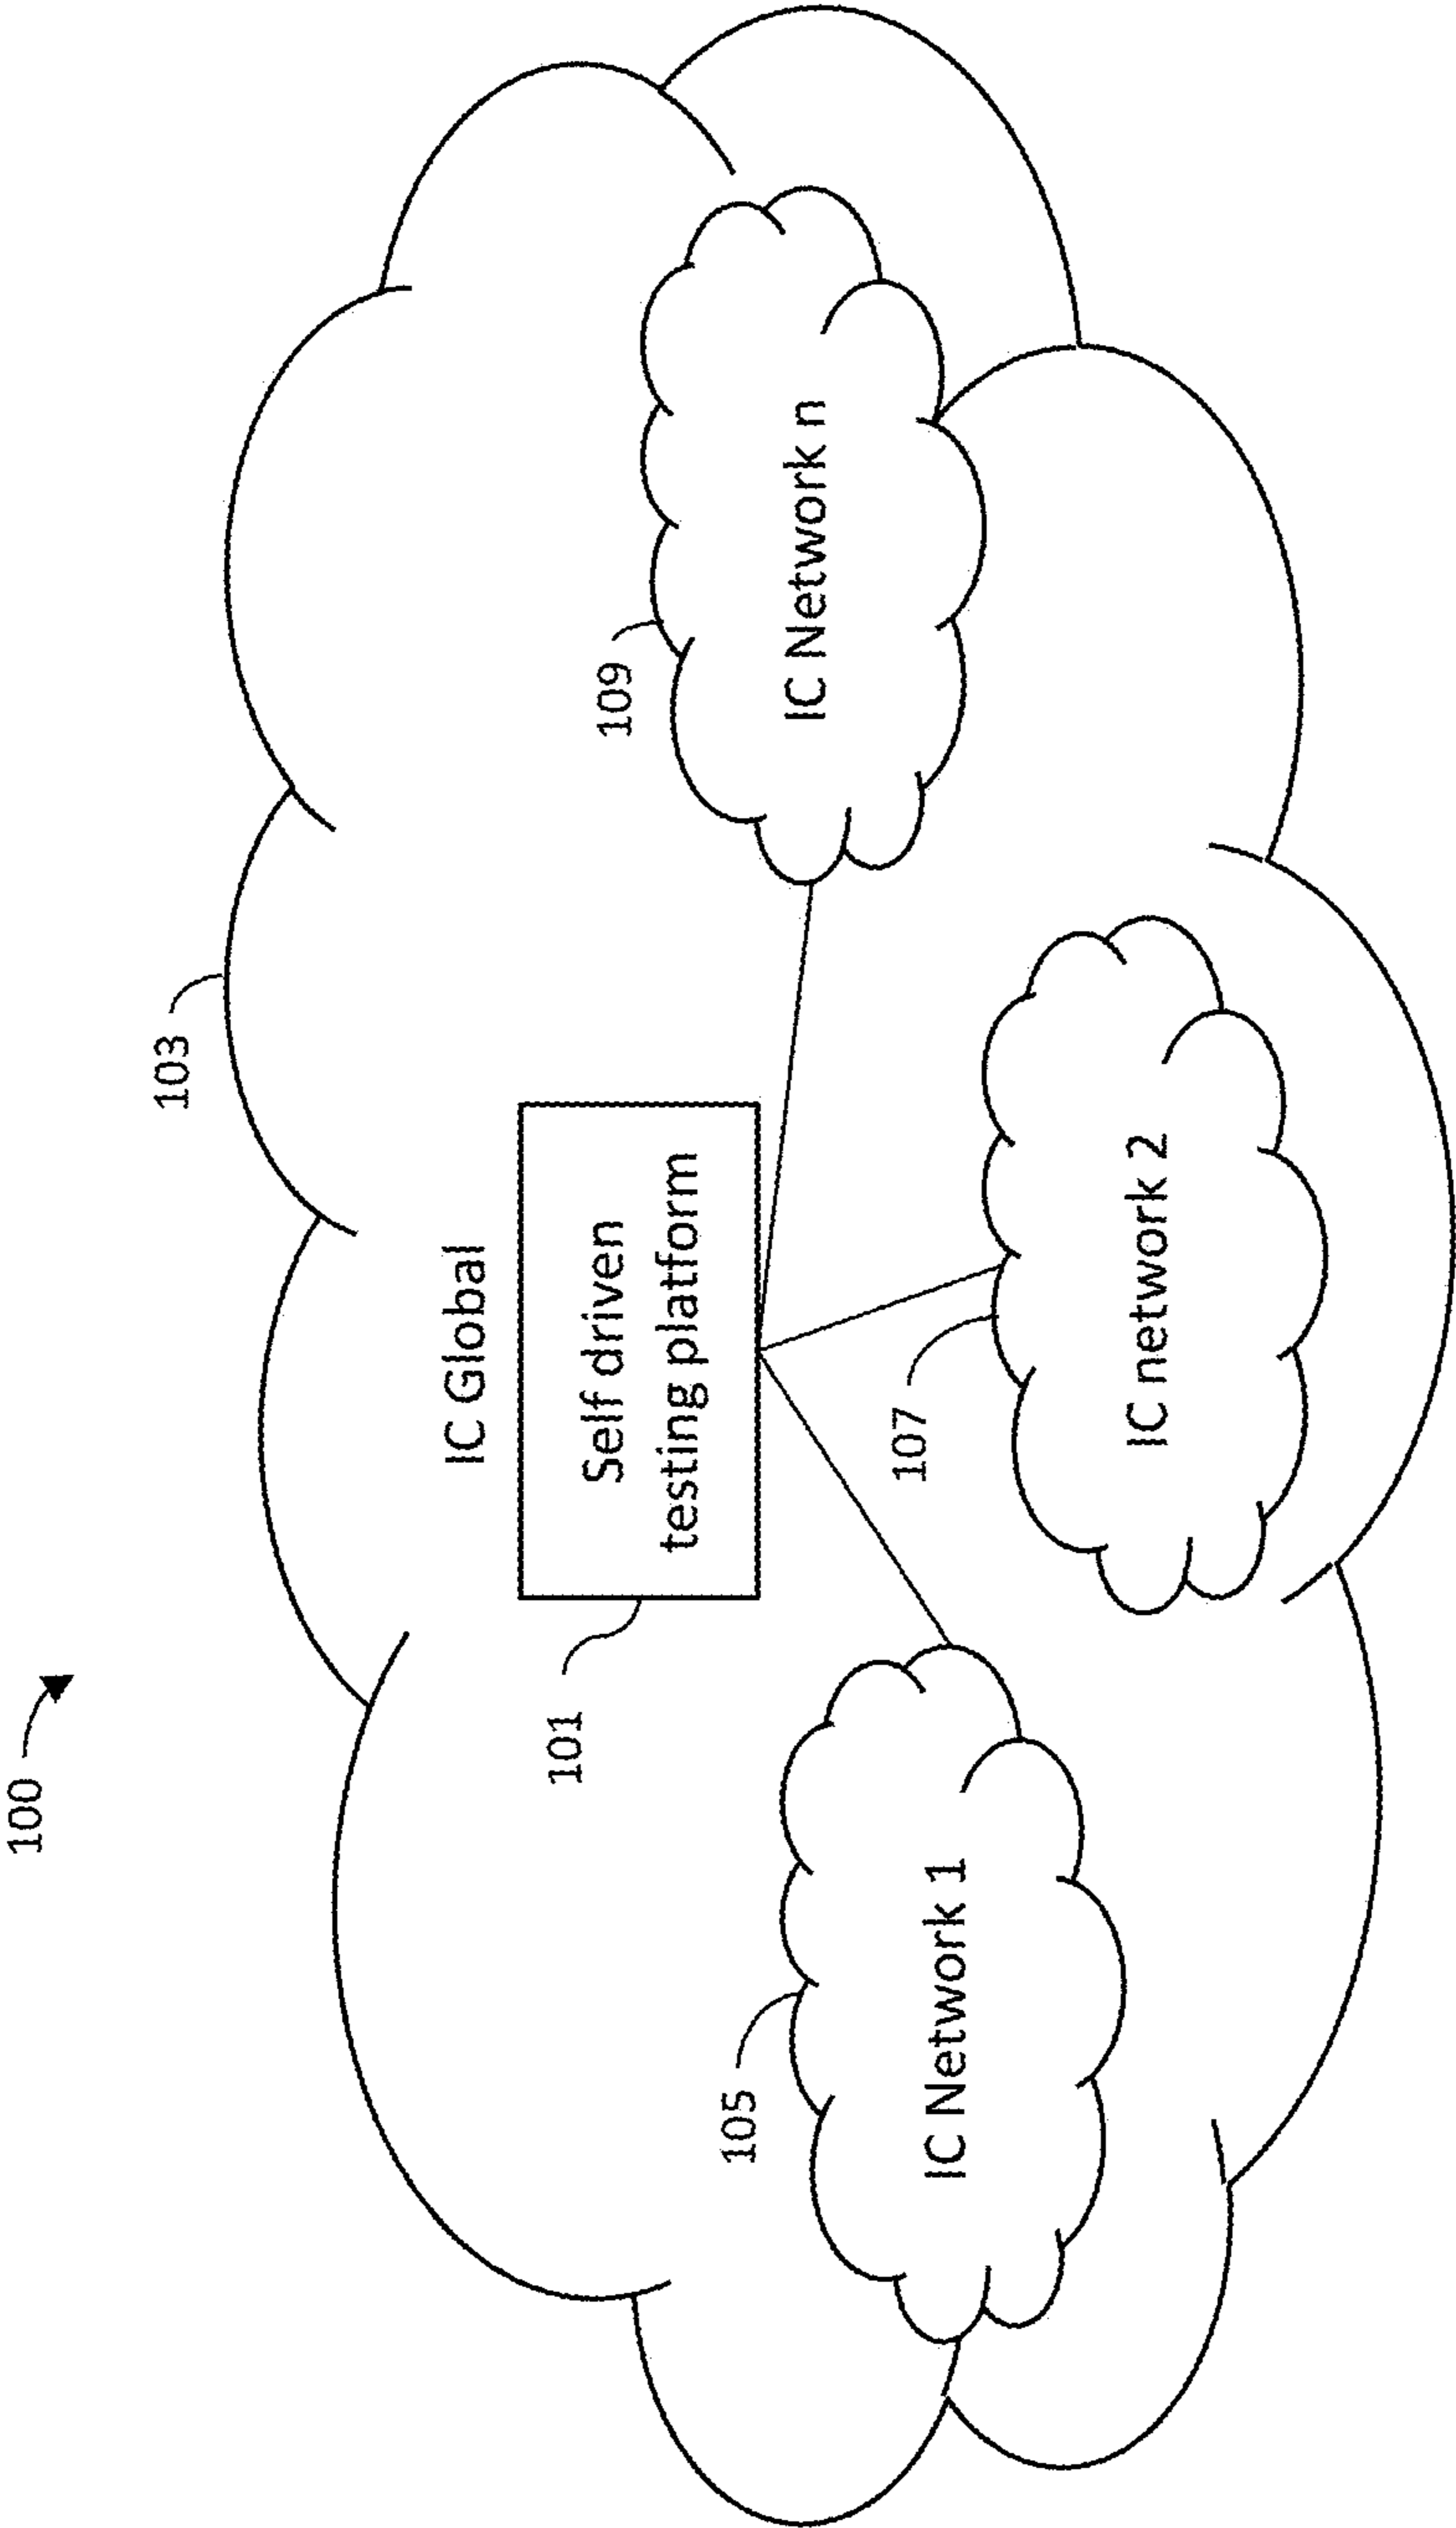 100
103
IC Global
101
Self driven
testing platform
109
IC Network n
105
IC Network 1
107
IC network 2